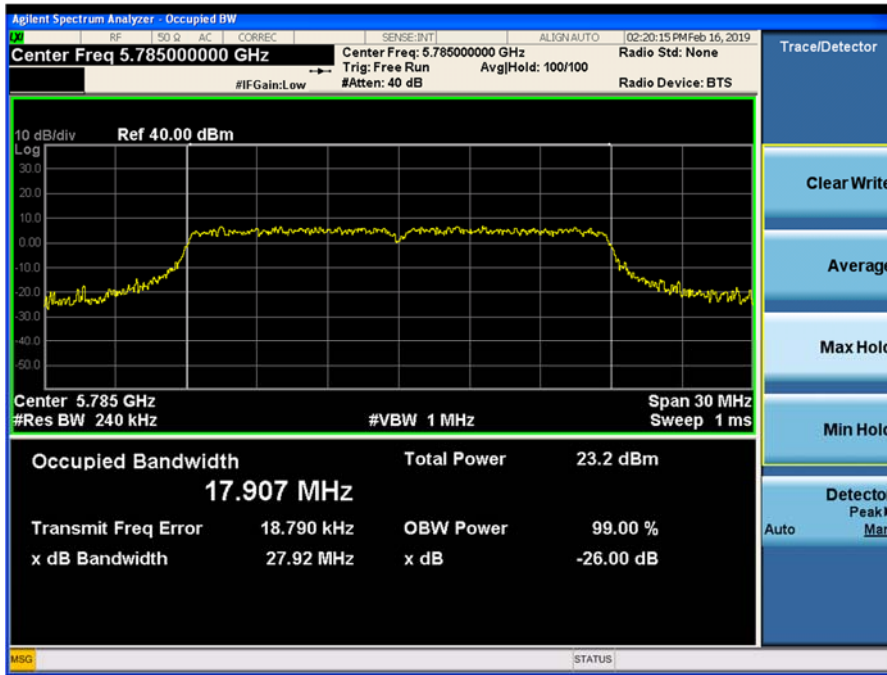 Agilent Spectrum Analyzer - Occupied BW
LXI RF 50 Ω AC CORREC SENSE:INT ALIGN AUTO 02:20:15 PM Feb 16, 2019
Center Freq 5.785000000 GHz
Center Freq: 5.785000000 GHz
Radio Std: None
Trig: Free Run Avg|Hold: 100/100
#IFGain:Low #Atten: 40 dB Radio Device: BTS
10 dB/div Ref 40.00 dBm
Log
30.0
20.0
10.0
0.00
-10.0
-20.0
-30.0
-40.0
-50.0
Center 5.785 GHz Span 30 MHz
#Res BW 240 kHz #VBW 1 MHz Sweep 1 ms
Occupied Bandwidth Total Power 23.2 dBm
17.907 MHz
Transmit Freq Error 18.790 kHz OBW Power 99.00 %
x dB Bandwidth 27.92 MHz x dB -26.00 dB
MSG STATUS
Trace/Detector
Clear Write
Average
Max Hold
Min Hold
Detector
Peak
Auto Man